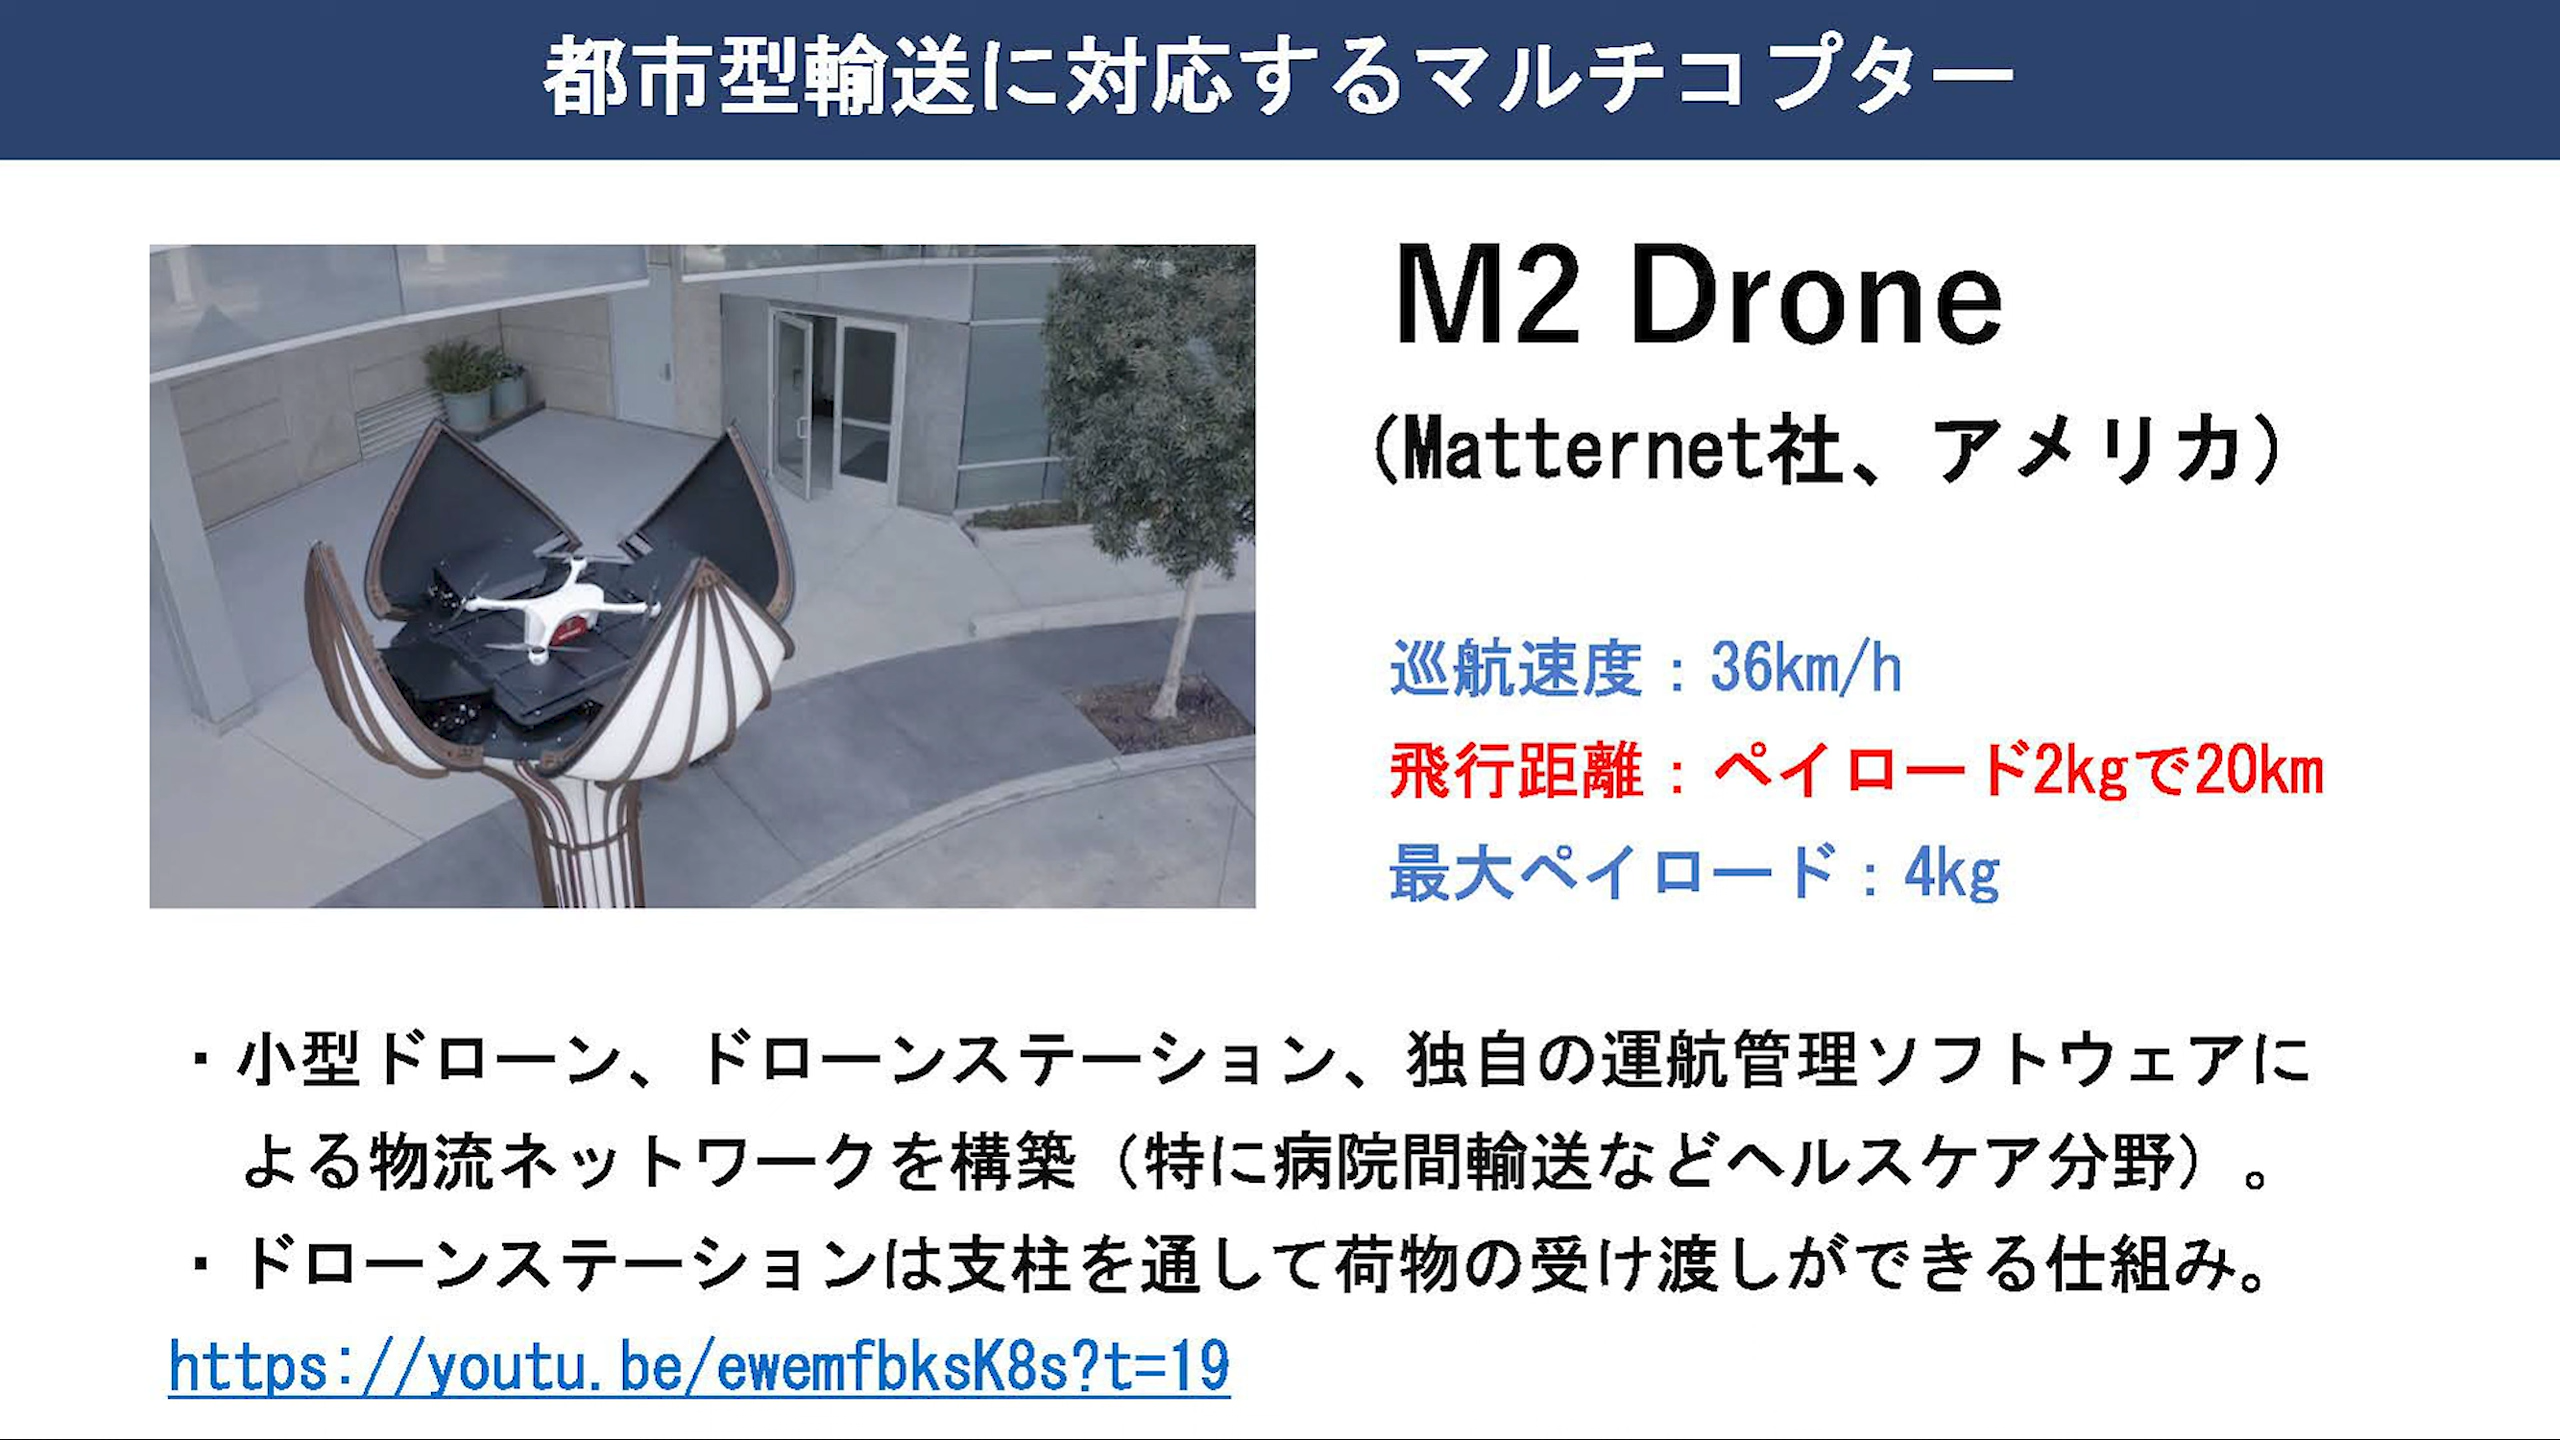 都市型輸送に対応するマルチコプター
M2 Drone
（Matternet社、アメリカ）
巡航速度：36km/h
飛行距離：ペイロード2kgで20km
最大ペイロード：4kg
・小型ドローン、ドローンステーション、独自の運航管理ソフトウェアに
よる物流ネットワークを構築（特に病院間輸送などヘルスケア分野）。
・ドローンステーションは支柱を通して荷物の受け渡しができる仕組み。
https://youtu.be/ewemfbksK8s?t=19